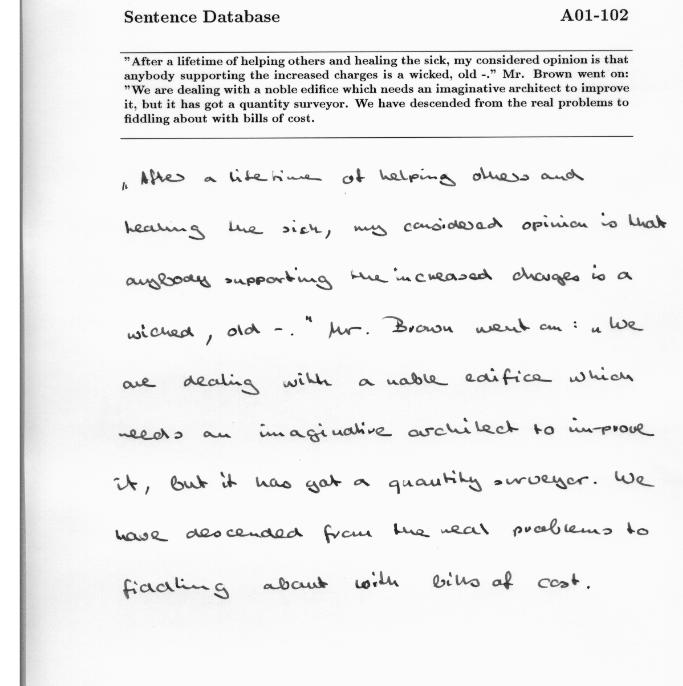 Sentence Database A01-102
"After a lifetime of helping others and healing the sick, my considered opinion is that
anybody supporting the increased charges is a wicked, old -." Mr. Brown went on:
"We are dealing with a noble edifice which needs an imaginative architect to improve
it, but it has got a quantity surveyor. We have descended from the real problems to
fiddling about with bills of cost.
„After a lifetime of helping others and
healing the sick, my considered opinion is that
anybody supporting the increased charges is a
wicked, old -." Mr. Brown went on: „We
are dealing with a noble edifice which
needs an imaginative architect to improve
it, but it has got a quantity surveyor. We
have descended from the real problems to
fiddling about with bills of cost.